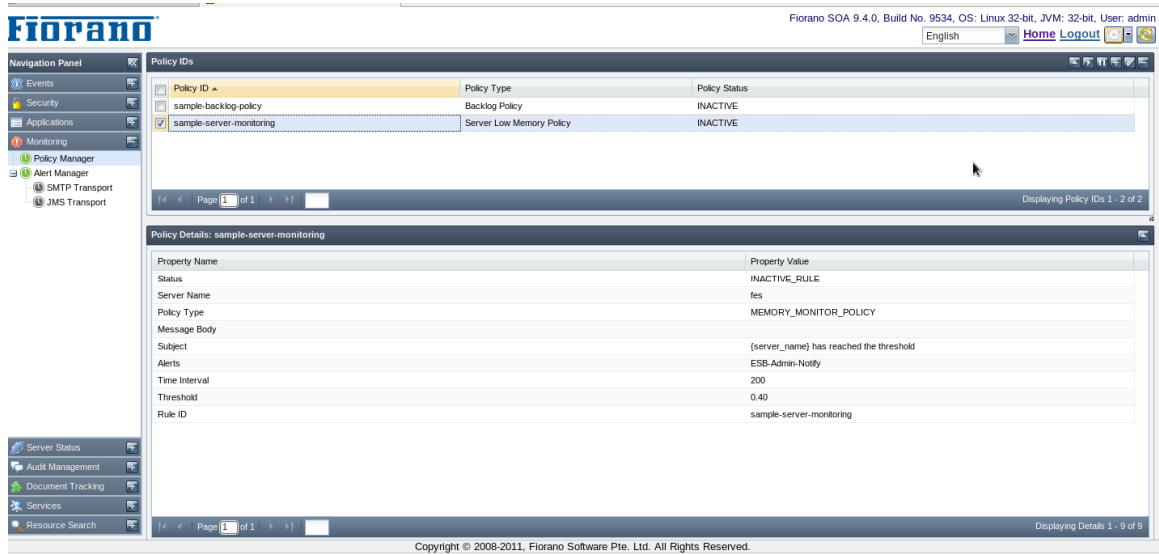 Fiorano
Fiorano SOA 9.4.0, Build No. 9534, OS: Linux 32-bit, JVM: 32-bit, User: admin
English Home Logout
Navigation Panel
Events
Security
Applications
Monitoring
Policy Manager
Alert Manager
SMTP Transport
JMS Transport
Server Status
Audit Management
Document Tracking
Services
Resource Search
Policy IDs
Policy ID Policy Type Policy Status
sample-backlog-policy Backlog Policy INACTIVE
sample-server-monitoring Server Low Memory Policy INACTIVE
Page 1 of 1 Displaying Policy IDs 1 - 2 of 2
Policy Details: sample-server-monitoring
Property Name Property Value
Status INACTIVE_RULE
Server Name fes
Policy Type MEMORY_MONITOR_POLICY
Message Body
Subject {server_name} has reached the threshold
Alerts ESB-Admin-Notify
Time Interval 200
Threshold 0.40
Rule ID sample-server-monitoring
Page 1 of 1 Displaying Details 1 - 9 of 9
Copyright © 2008-2011, Fiorano Software Pte. Ltd. All Rights Reserved.